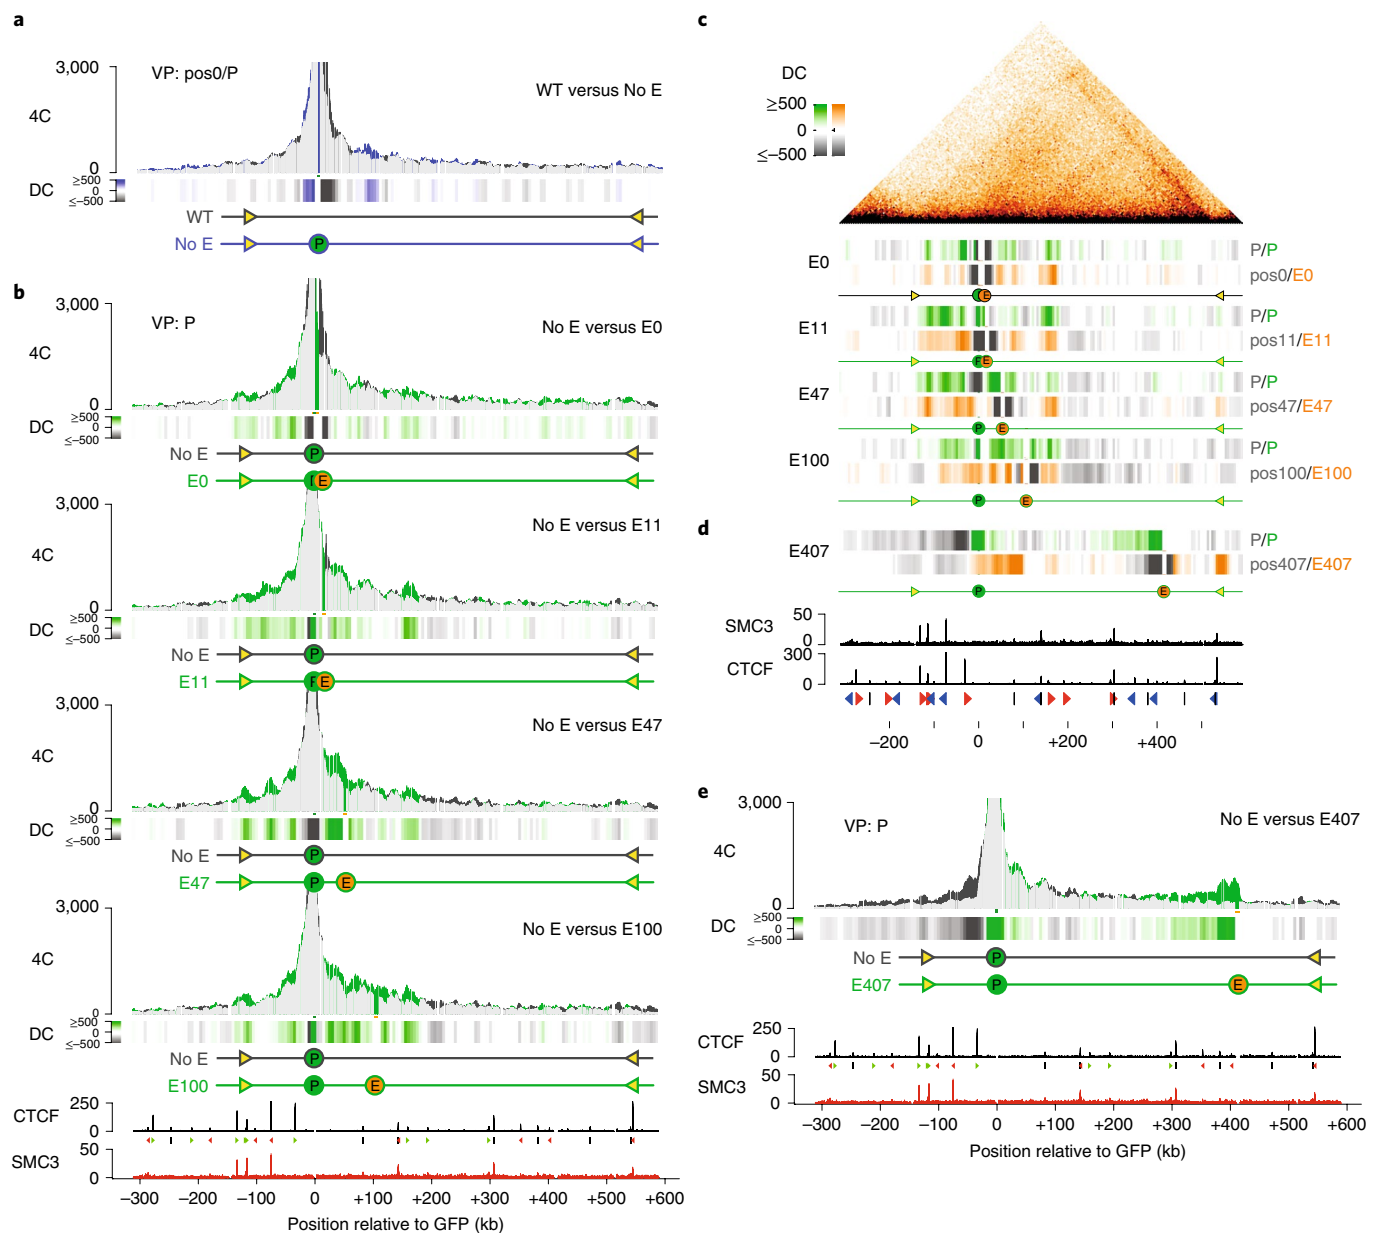 a
3,000
VP: pos0/P
WT versus No E
4C
0
DC
≥500
0
≤−500
WT
No E
P
b
3,000
VP: P
No E versus E0
4C
0
DC
≥500
0
≤−500
No E
P
E0
E
3,000
No E versus E11
4C
0
DC
≥500
0
≤−500
No E
P
E11
E
3,000
No E versus E47
4C
0
DC
≥500
0
≤−500
No E
P
E47
P
E
3,000
No E versus E100
4C
0
DC
≥500
0
≤−500
No E
P
E100
P
E
CTCF
250
0
SMC3
50
0
−300 −200 −100 0 +100 +200 +300 +400 +500 +600
Position relative to GFP (kb)
c
DC
≥500
0
≤−500
E0
P/P
pos0/E0
E
E11
P/P
pos11/E11
P E
E47
P/P
pos47/E47
P E
E100
P/P
pos100/E100
P E
d
E407
P/P
pos407/E407
P E
SMC3
50
0
CTCF
300
0
−200 0 +200 +400
e
3,000
VP: P
No E versus E407
4C
0
DC
≥500
0
≤−500
No E
P
E407
P
E
CTCF
250
0
SMC3
50
0
−300 −200 −100 0 +100 +200 +300 +400 +500 +600
Position relative to GFP (kb)